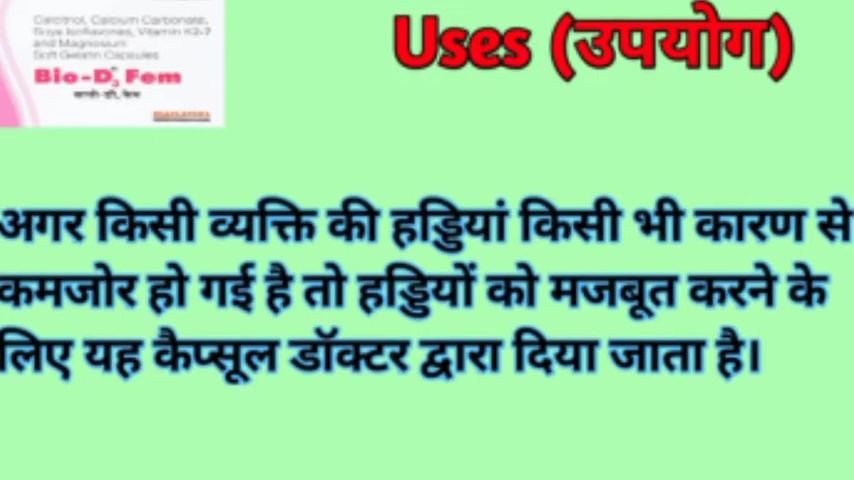 Calcitriol, Calcium Carbonate,
Soya Isoflavones, Vitamin K2-7
and Magnesium
Soft Gelatin Capsules
Uses (उपयोग)
Bio-D3 Fem
अगर किसी व्यक्ति की हड्डियां किसी भी कारण से
कमजोर हो गई है तो हड्डियों को मजबूत करने के
लिए यह कैप्सूल डॉक्टर द्वारा दिया जाता है।